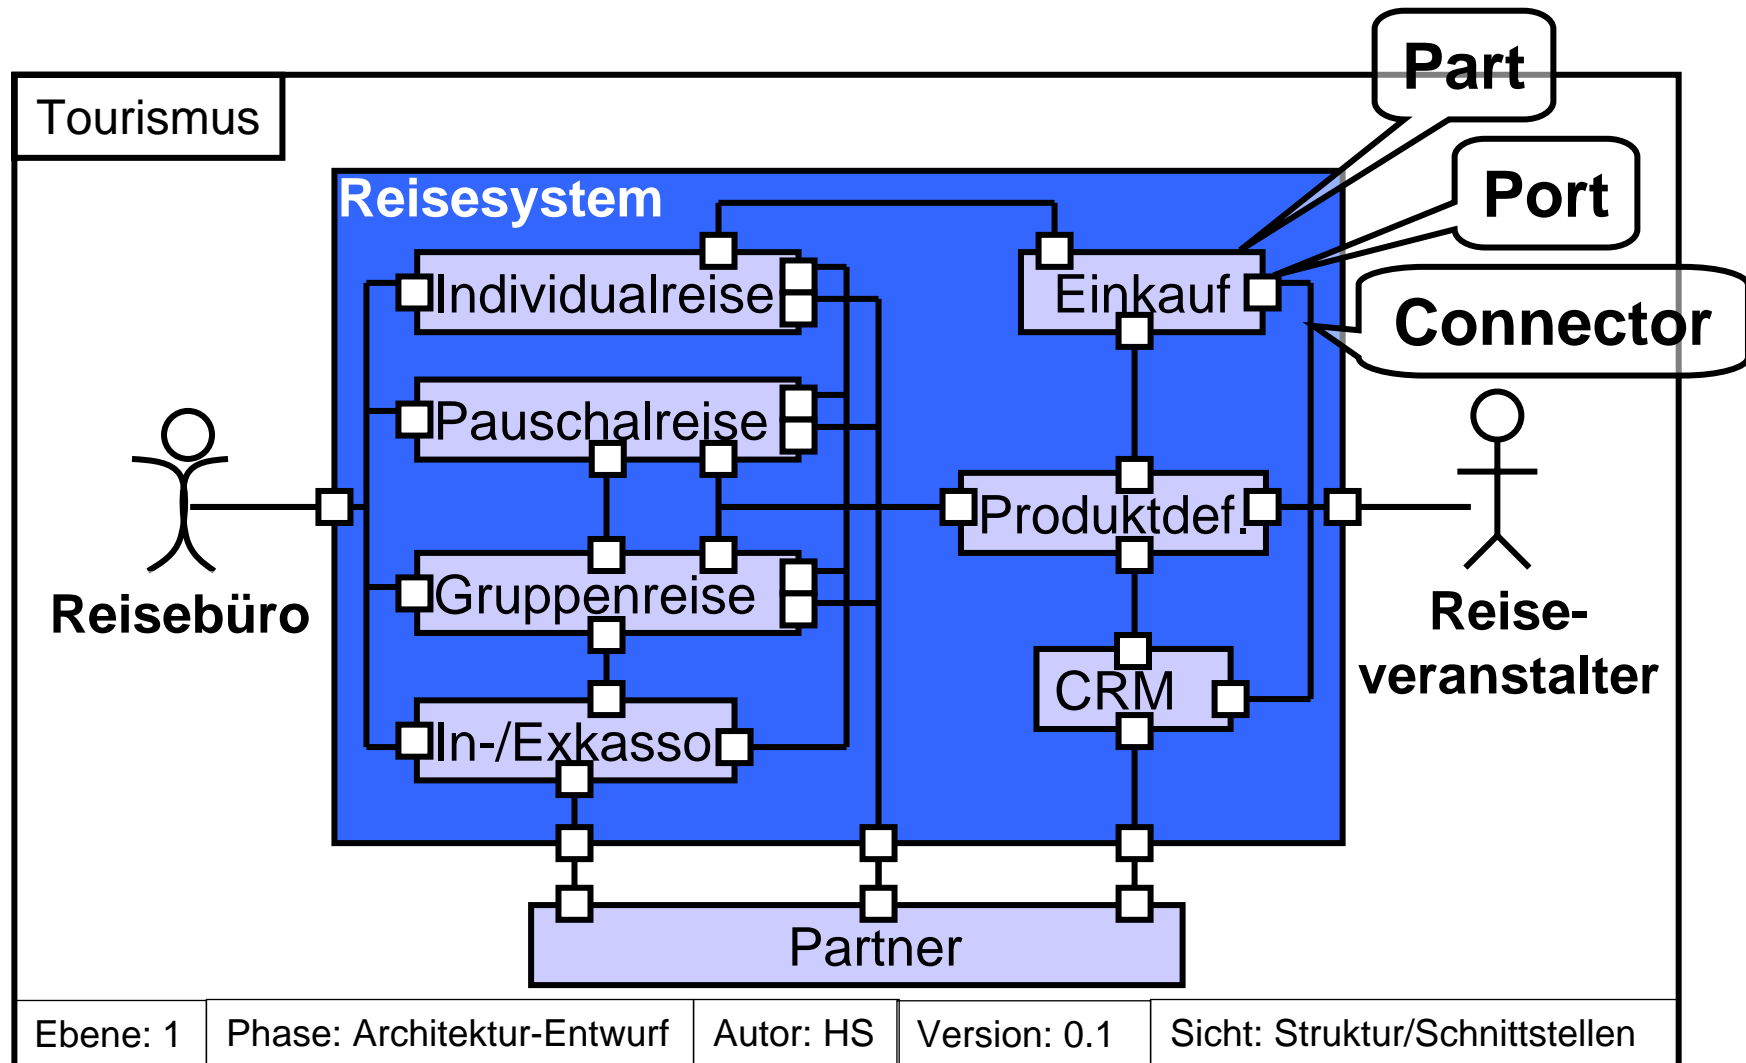 Part
Tourismus
Port
Reisesystem
Individualreise
Einkauf
Connector
Pauschalreise
Produktdef.
Gruppenreise
Reisebüro
Reise-
veranstalter
CRM
In-/Exkasso
Partner
Ebene: 1
Phase: Architektur-Entwurf
Autor: HS
Version: 0.1
Sicht: Struktur/Schnittstellen